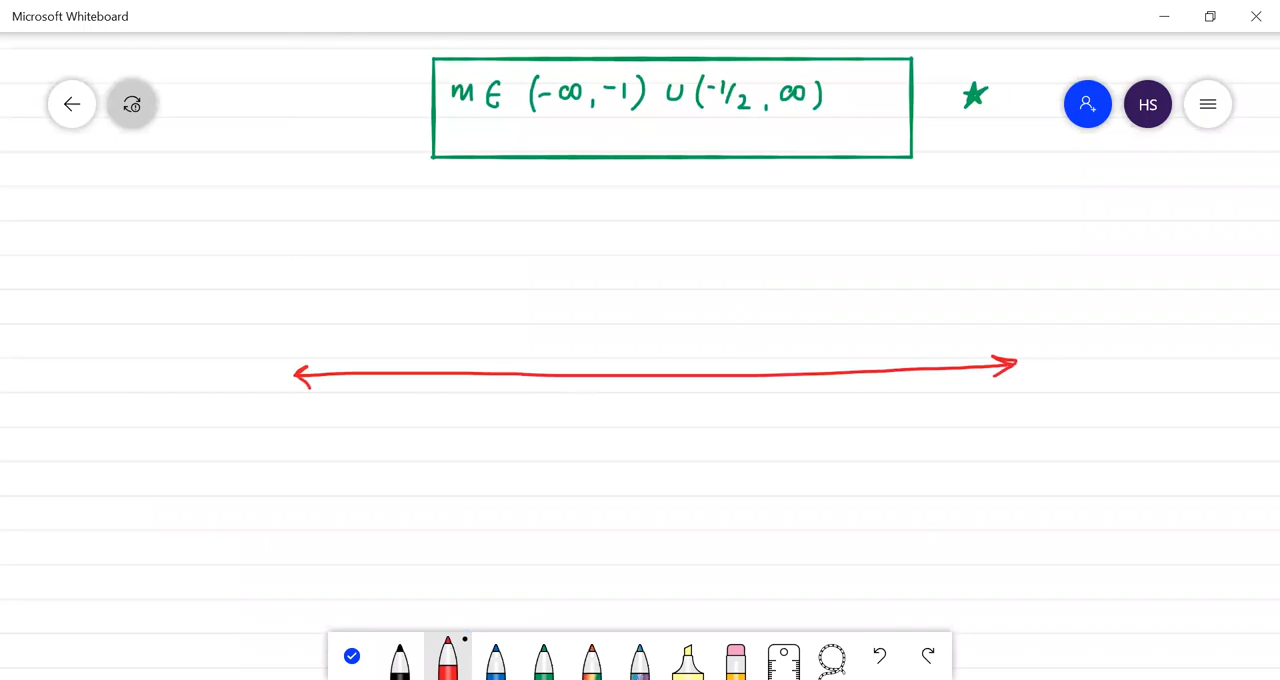 Microsoft Whiteboard
m ∈ (-∞, -1) ∪ (-1/2, ∞)
HS